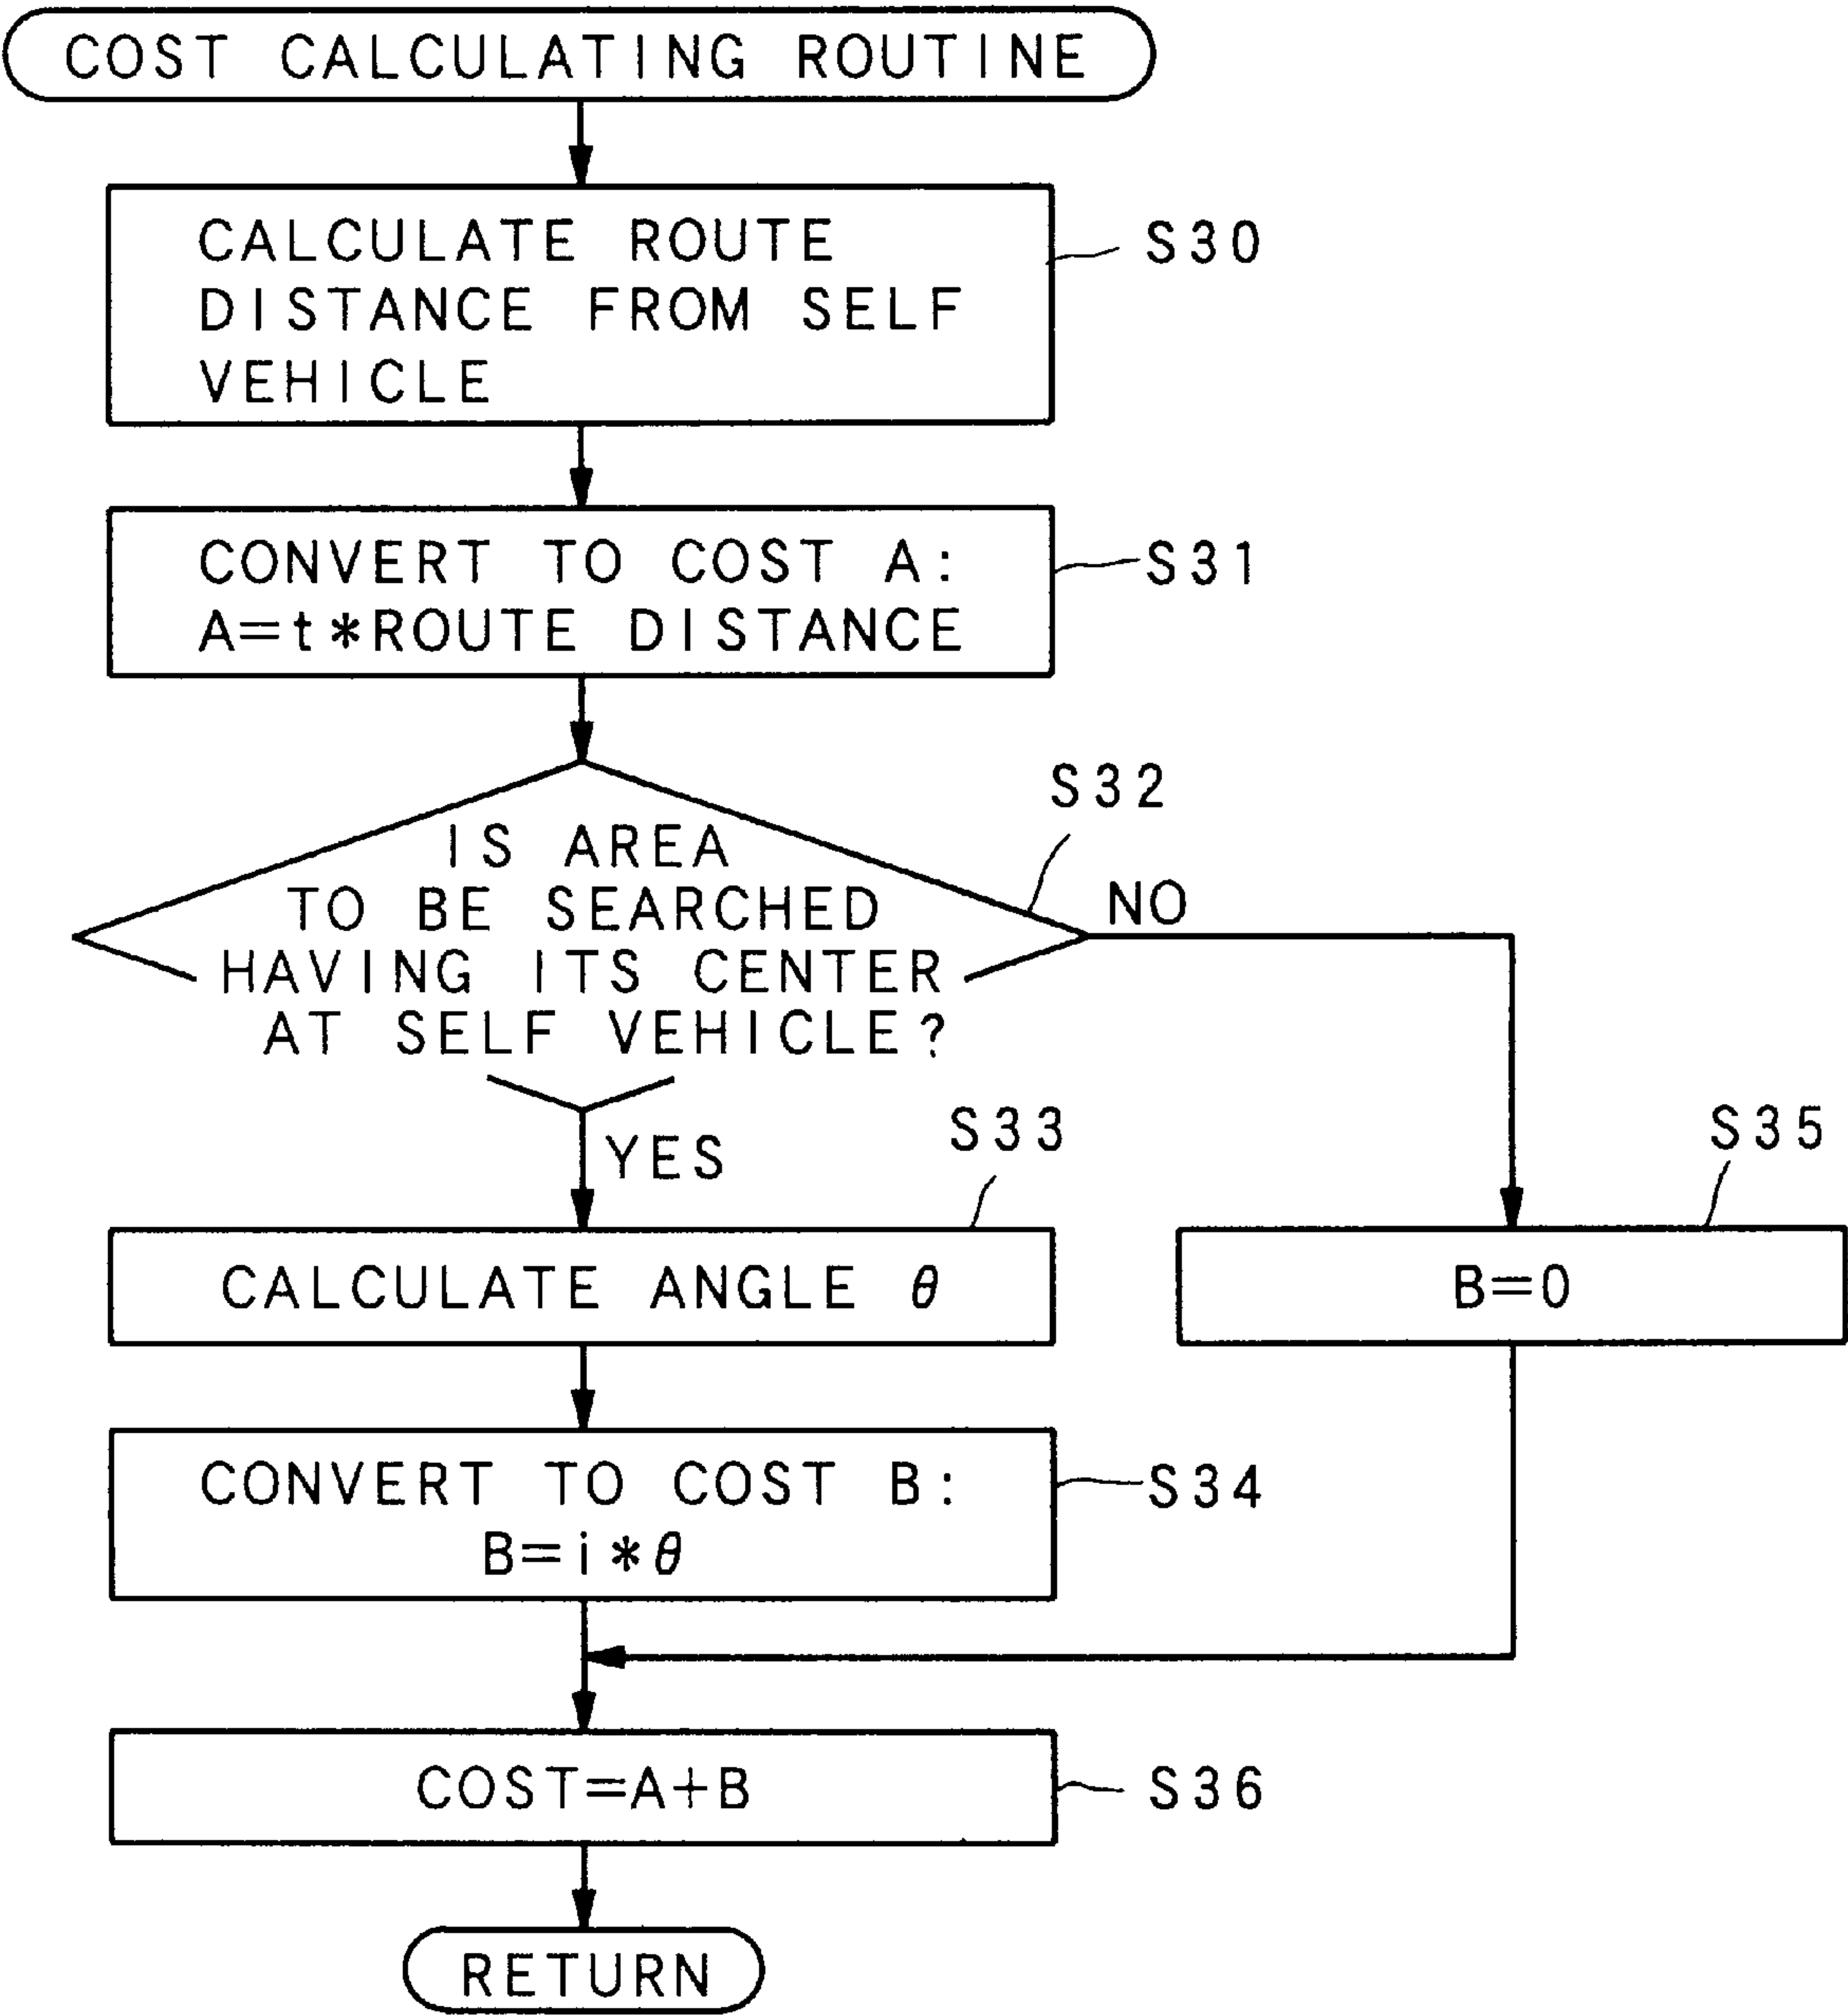 COST CALCULATING ROUTINE
CALCULATE ROUTE
DISTANCE FROM SELF
VEHICLE
S30
CONVERT TO COST A:
A=t*ROUTE DISTANCE
S31
IS AREA
TO BE SEARCHED
HAVING ITS CENTER
AT SELF VEHICLE?
S32
NO
YES
S33
CALCULATE ANGLE θ
S35
B=0
CONVERT TO COST B:
B=i*θ
S34
COST=A+B
S36
RETURN